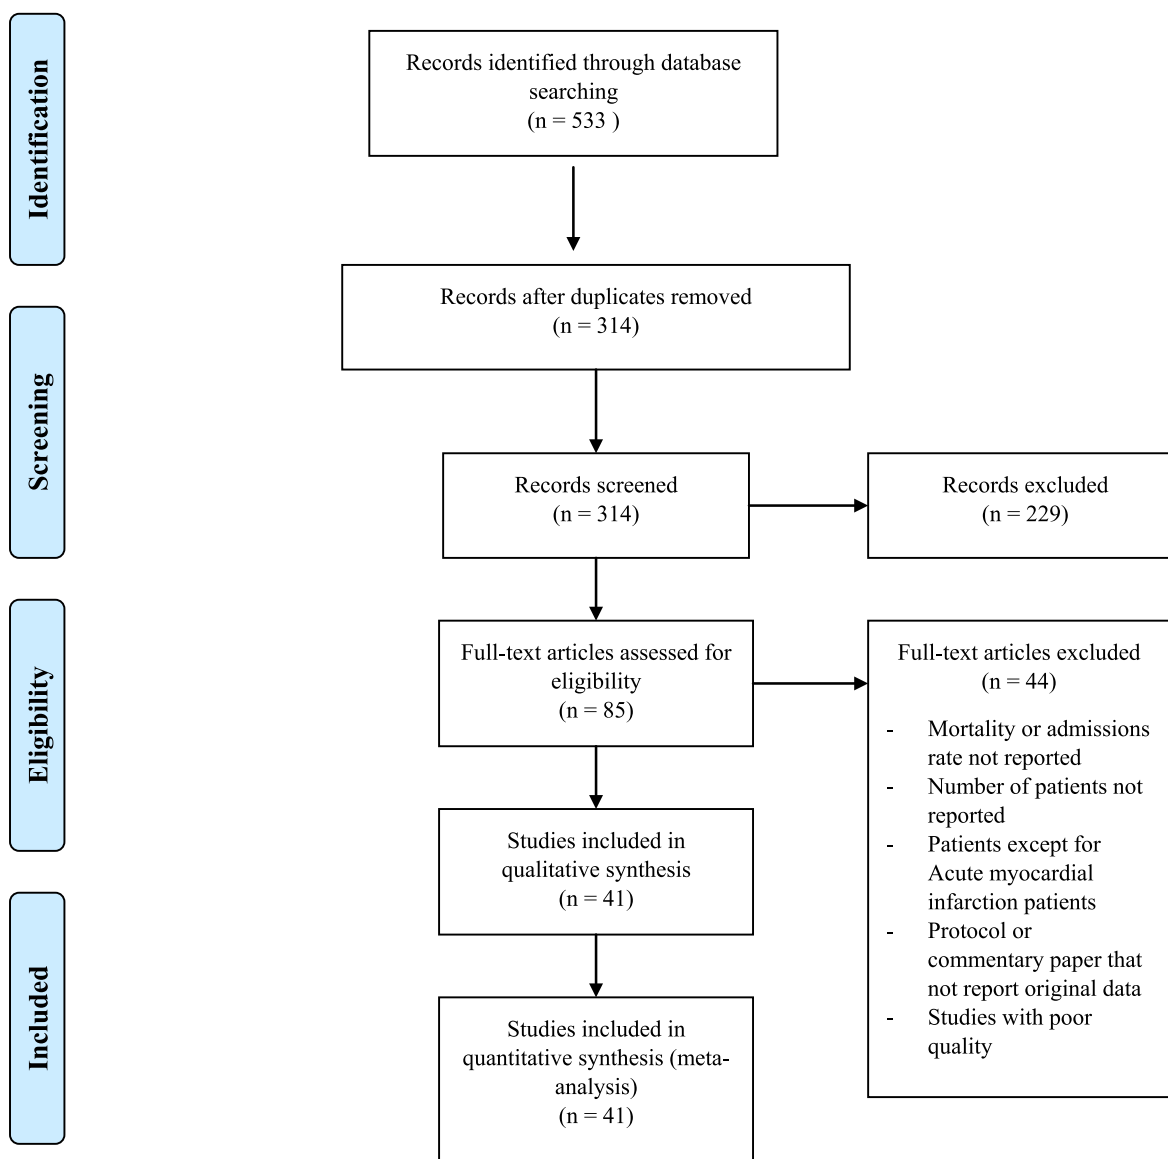 Identification
Records identified through database
searching
(n = 533 )
Records after duplicates removed
(n = 314)
Screening
Records screened
(n = 314)
Records excluded
(n = 229)
Eligibility
Full-text articles assessed for
eligibility
(n = 85)
Full-text articles excluded
(n = 44)
- Mortality or admissions
rate not reported
- Number of patients not
reported
- Patients except for
Acute myocardial
infarction patients
- Protocol or
commentary paper that
not report original data
- Studies with poor
quality
Studies included in
qualitative synthesis
(n = 41)
Included
Studies included in
quantitative synthesis (meta-
analysis)
(n = 41)